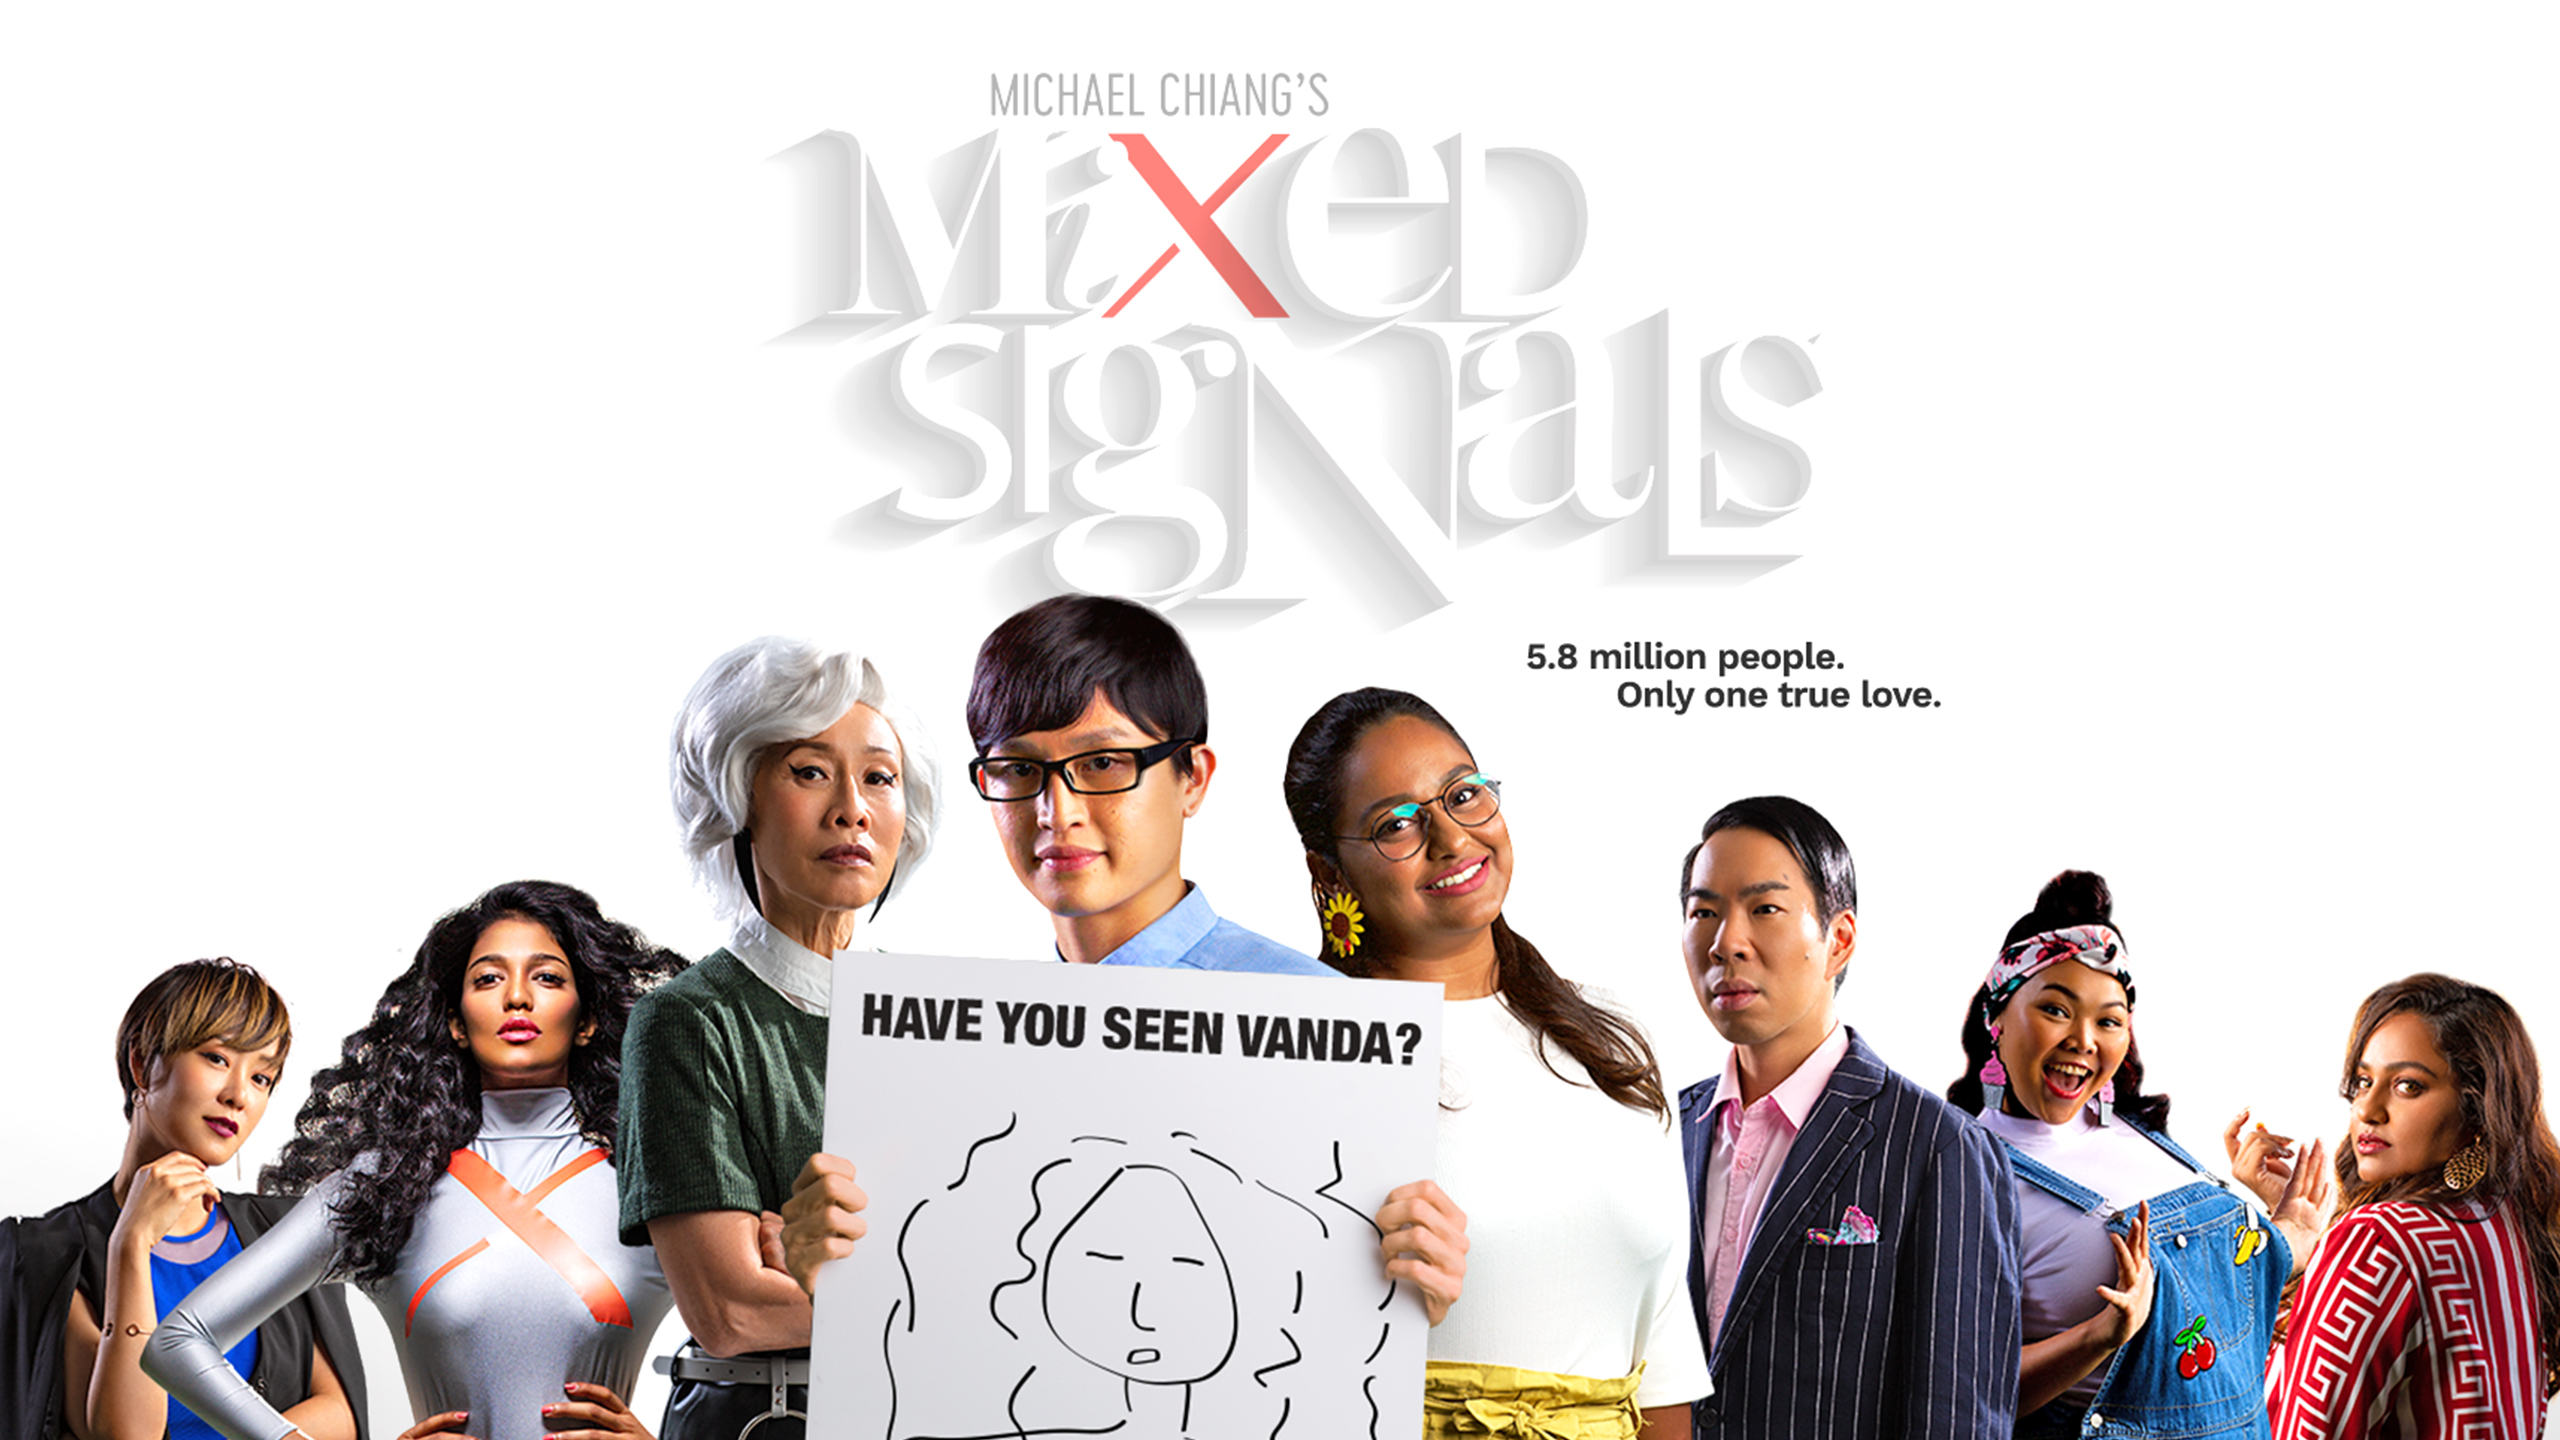 MICHAEL CHIANG'S
MiXeD
SIgNaLS
5.8 million people.
Only one true love.
HAVE YOU SEEN VANDA?